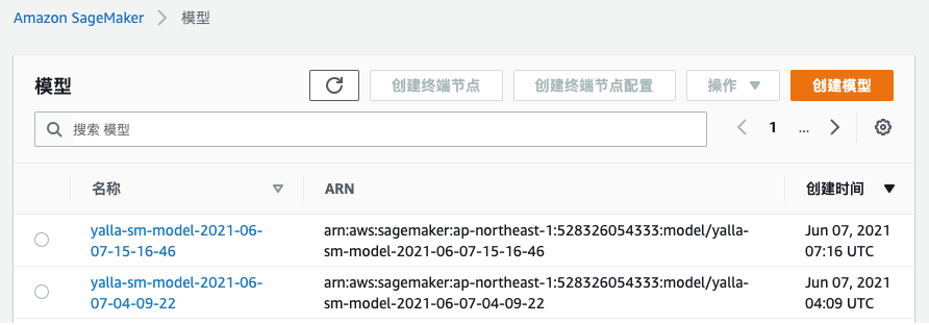 Amazon SageMaker > 模型
模型
创建终端节点
创建终端节点配置
操作
创建模型
搜索 模型
1 ...
名称
ARN
创建时间
yalla-sm-model-2021-06-
07-15-16-46
arn:aws:sagemaker:ap-northeast-1:528326054333:model/yalla-
sm-model-2021-06-07-15-16-46
Jun 07, 2021
07:16 UTC
yalla-sm-model-2021-06-
07-04-09-22
arn:aws:sagemaker:ap-northeast-1:528326054333:model/yalla-
sm-model-2021-06-07-04-09-22
Jun 07, 2021
04:09 UTC